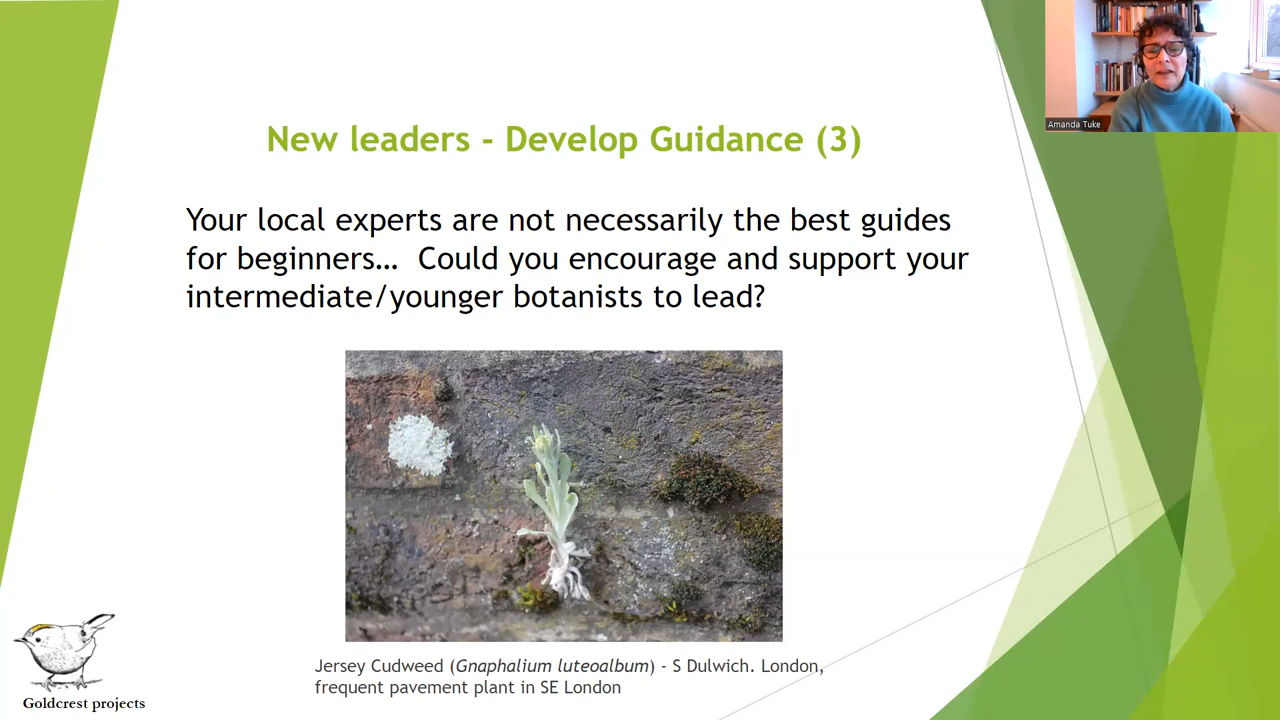 Amanda Tuke
New leaders - Develop Guidance (3)
Your local experts are not necessarily the best guides
for beginners… Could you encourage and support your
intermediate/younger botanists to lead?
Jersey Cudweed (Gnaphalium luteoalbum) - S Dulwich. London,
frequent pavement plant in SE London
Goldcrest projects